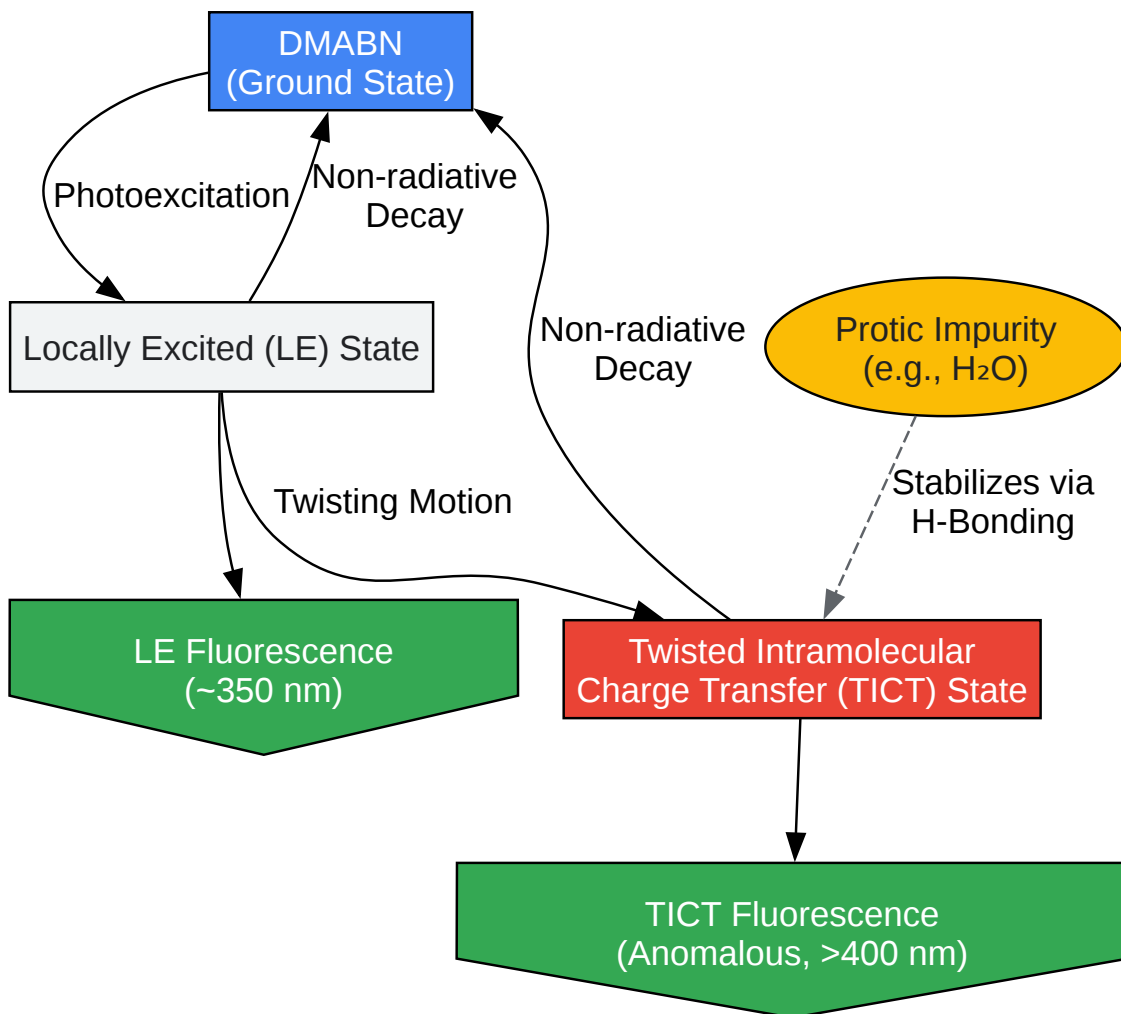 DMABN
(Ground State)
Photoexcitation
Non-radiative
Decay
Locally Excited (LE) State
Non-radiative
Decay
Protic Impurity
(e.g., H₂O)
Twisting Motion
Stabilizes via
H-Bonding
LE Fluorescence
(~350 nm)
Twisted Intramolecular
Charge Transfer (TICT) State
TICT Fluorescence
(Anomalous, >400 nm)